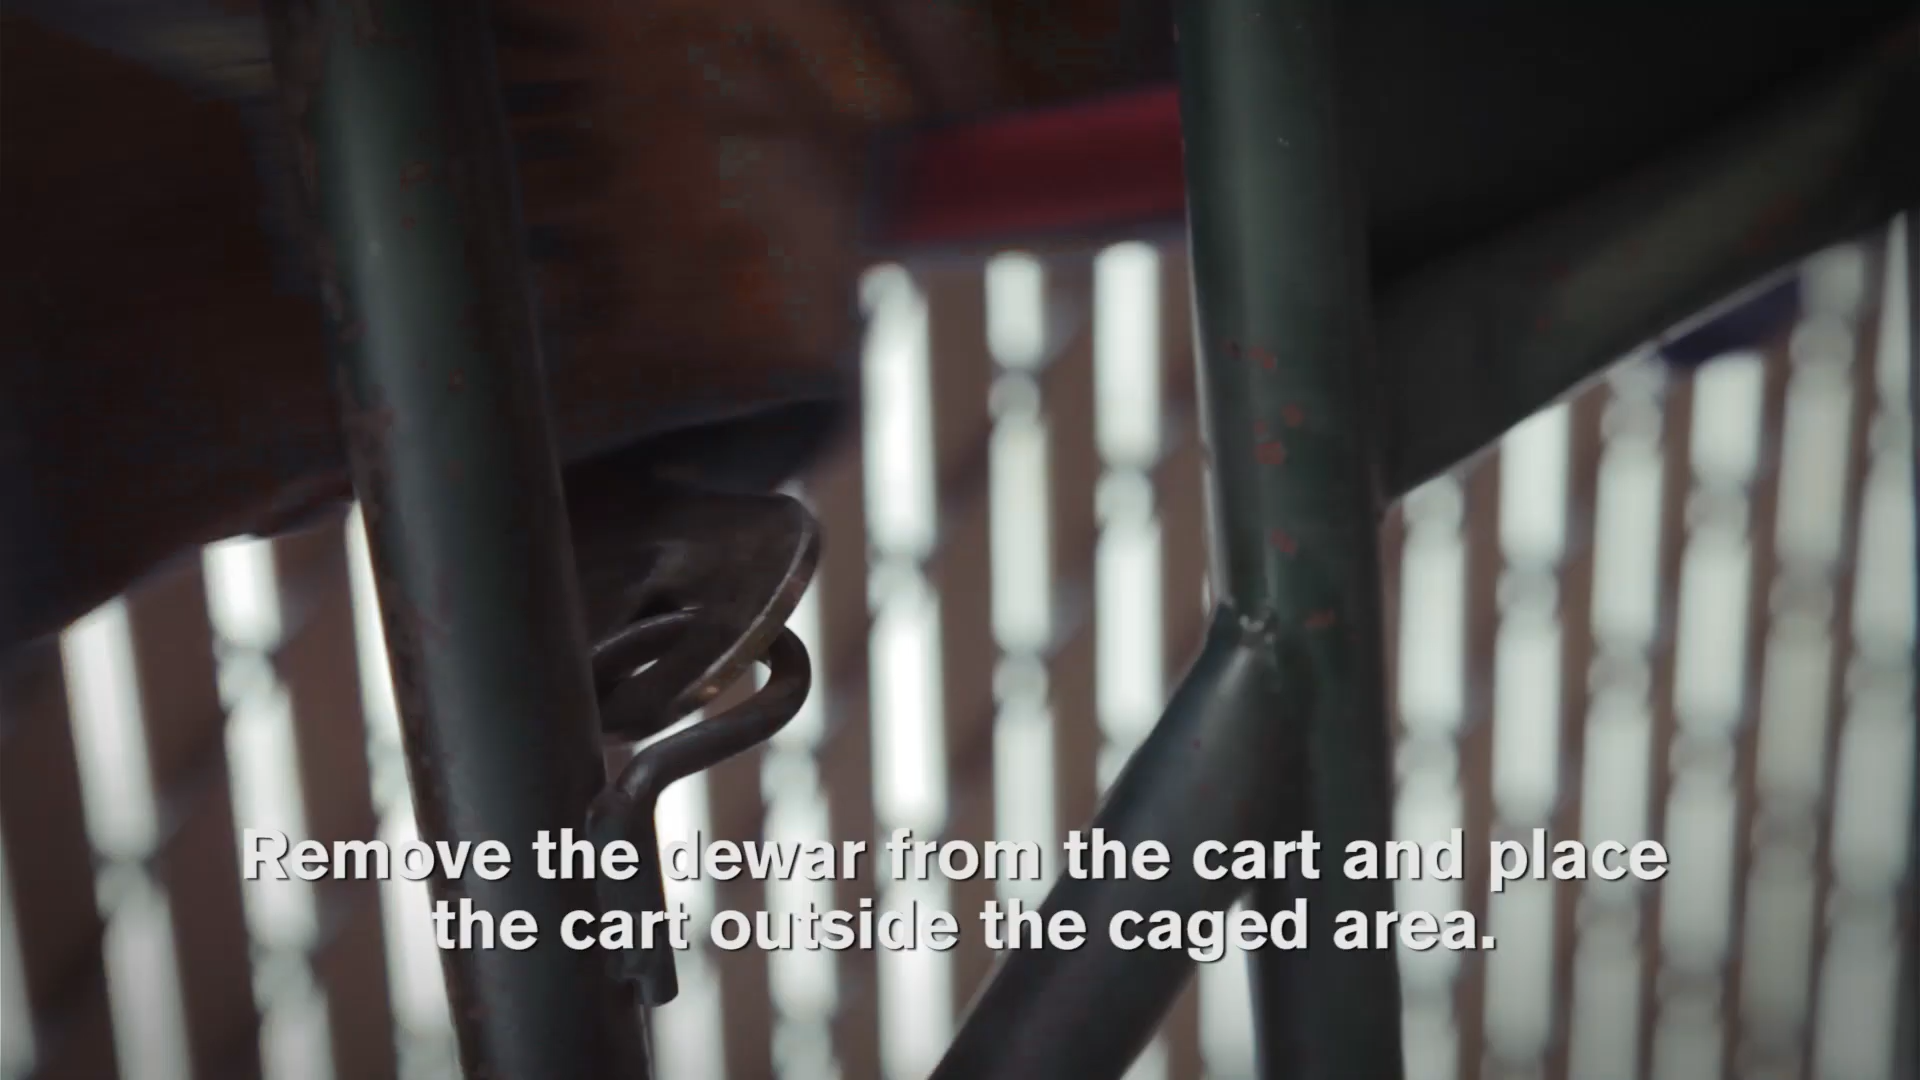 Remove the dewar from the cart and place
the cart outside the caged area.